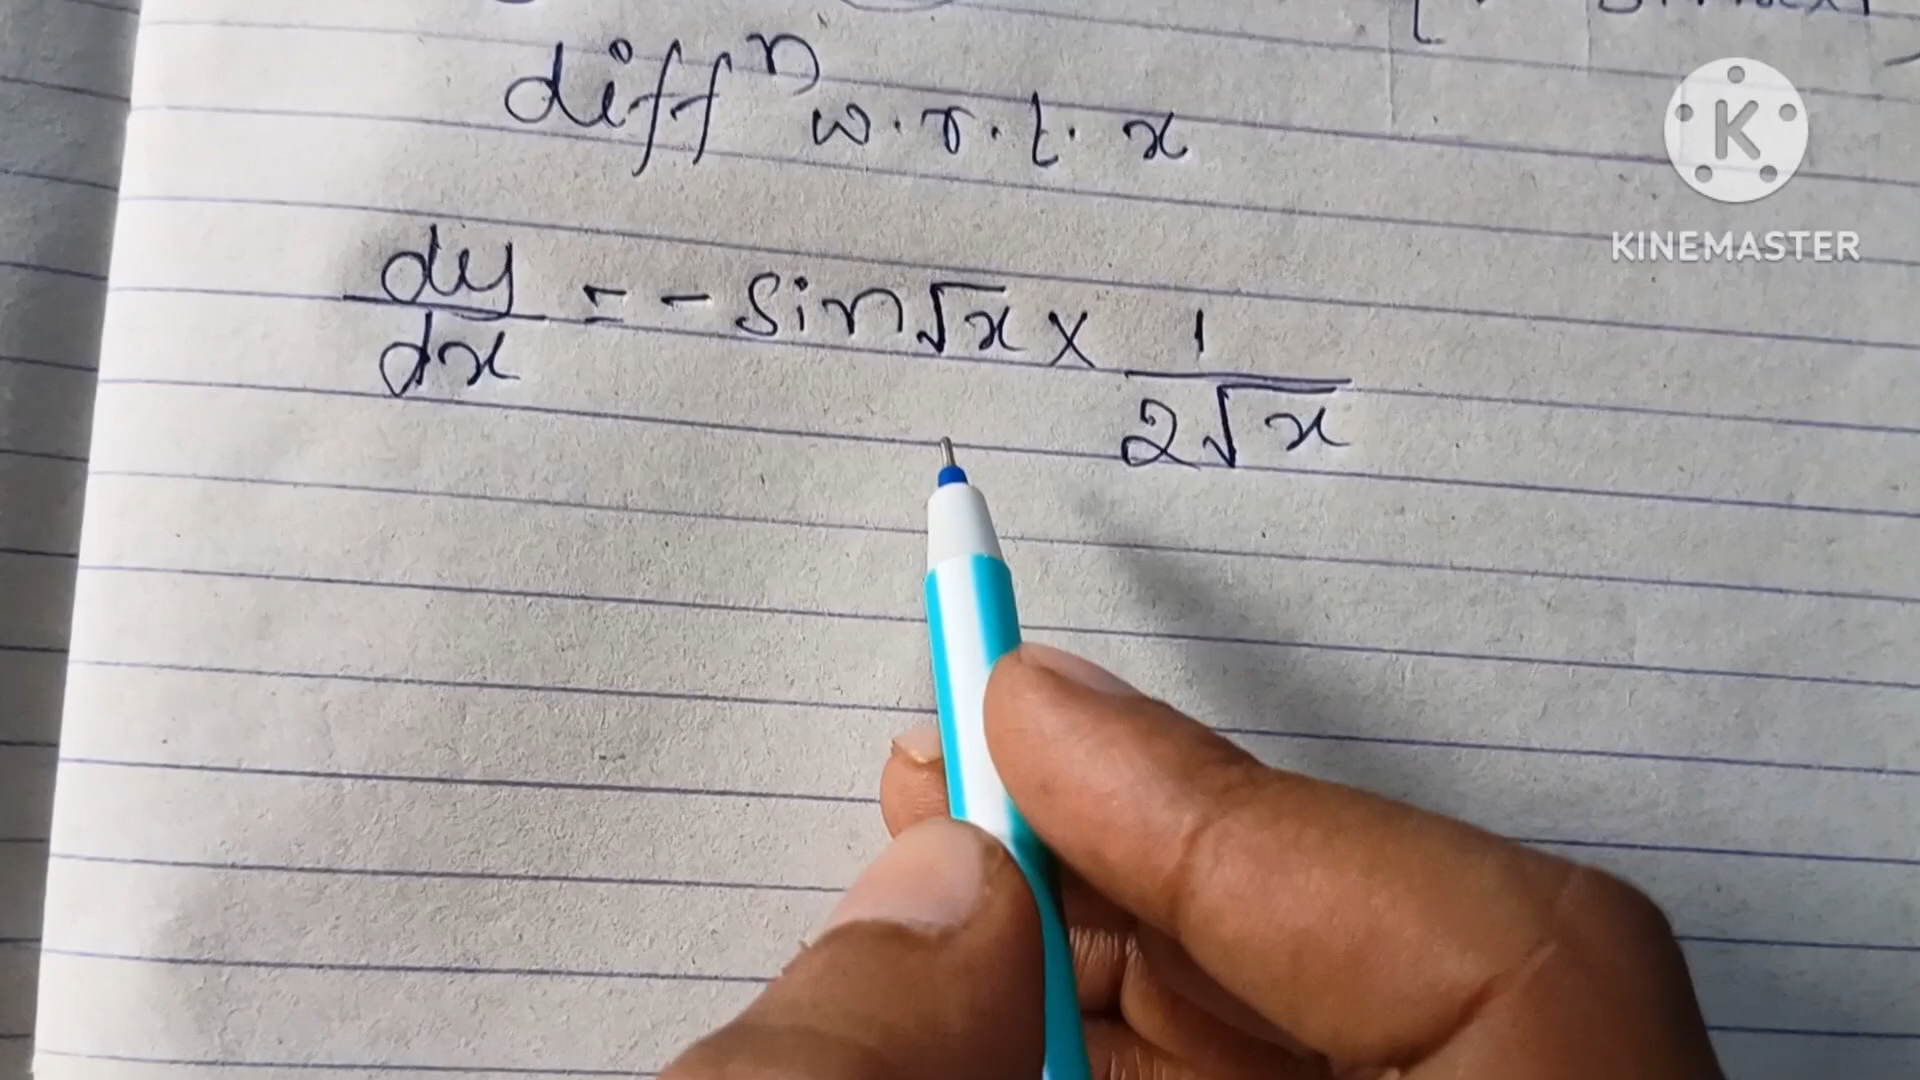 diffⁿ w.r.t. x
K
KINEMASTER
dy/dx = - sin√x × 1/2√x